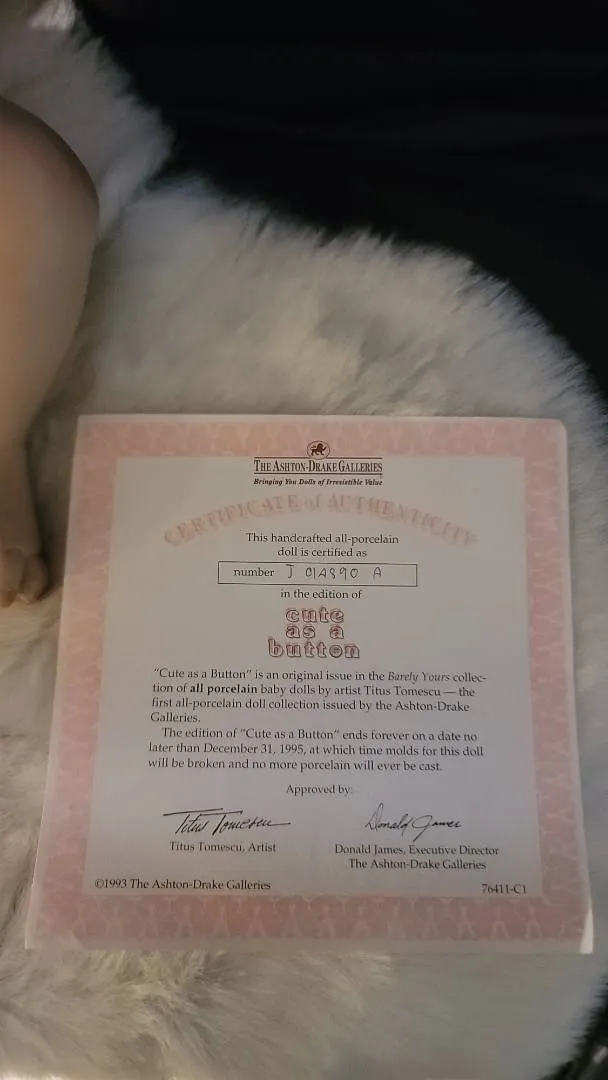 THE ASHTON-DRAKE GALLERIES
Bringing You Dolls of Irresistible Value
CERTIFICATE of AUTHENTICITY
This handcrafted all-porcelain
doll is certified as
number J 014890 A
in the edition of
cute
as a
button
"Cute as a Button" is an original issue in the Barely Yours collec-
tion of all porcelain baby dolls by artist Titus Tomescu — the
first all-porcelain doll collection issued by the Ashton-Drake
Galleries.
The edition of "Cute as a Button" ends forever on a date no
later than December 31, 1995, at which time molds for this doll
will be broken and no more porcelain will ever be cast.
Approved by:
Titus Tomescu Donald James
Titus Tomescu, Artist Donald James, Executive Director
The Ashton-Drake Galleries
©1993 The Ashton-Drake Galleries 76411-C1